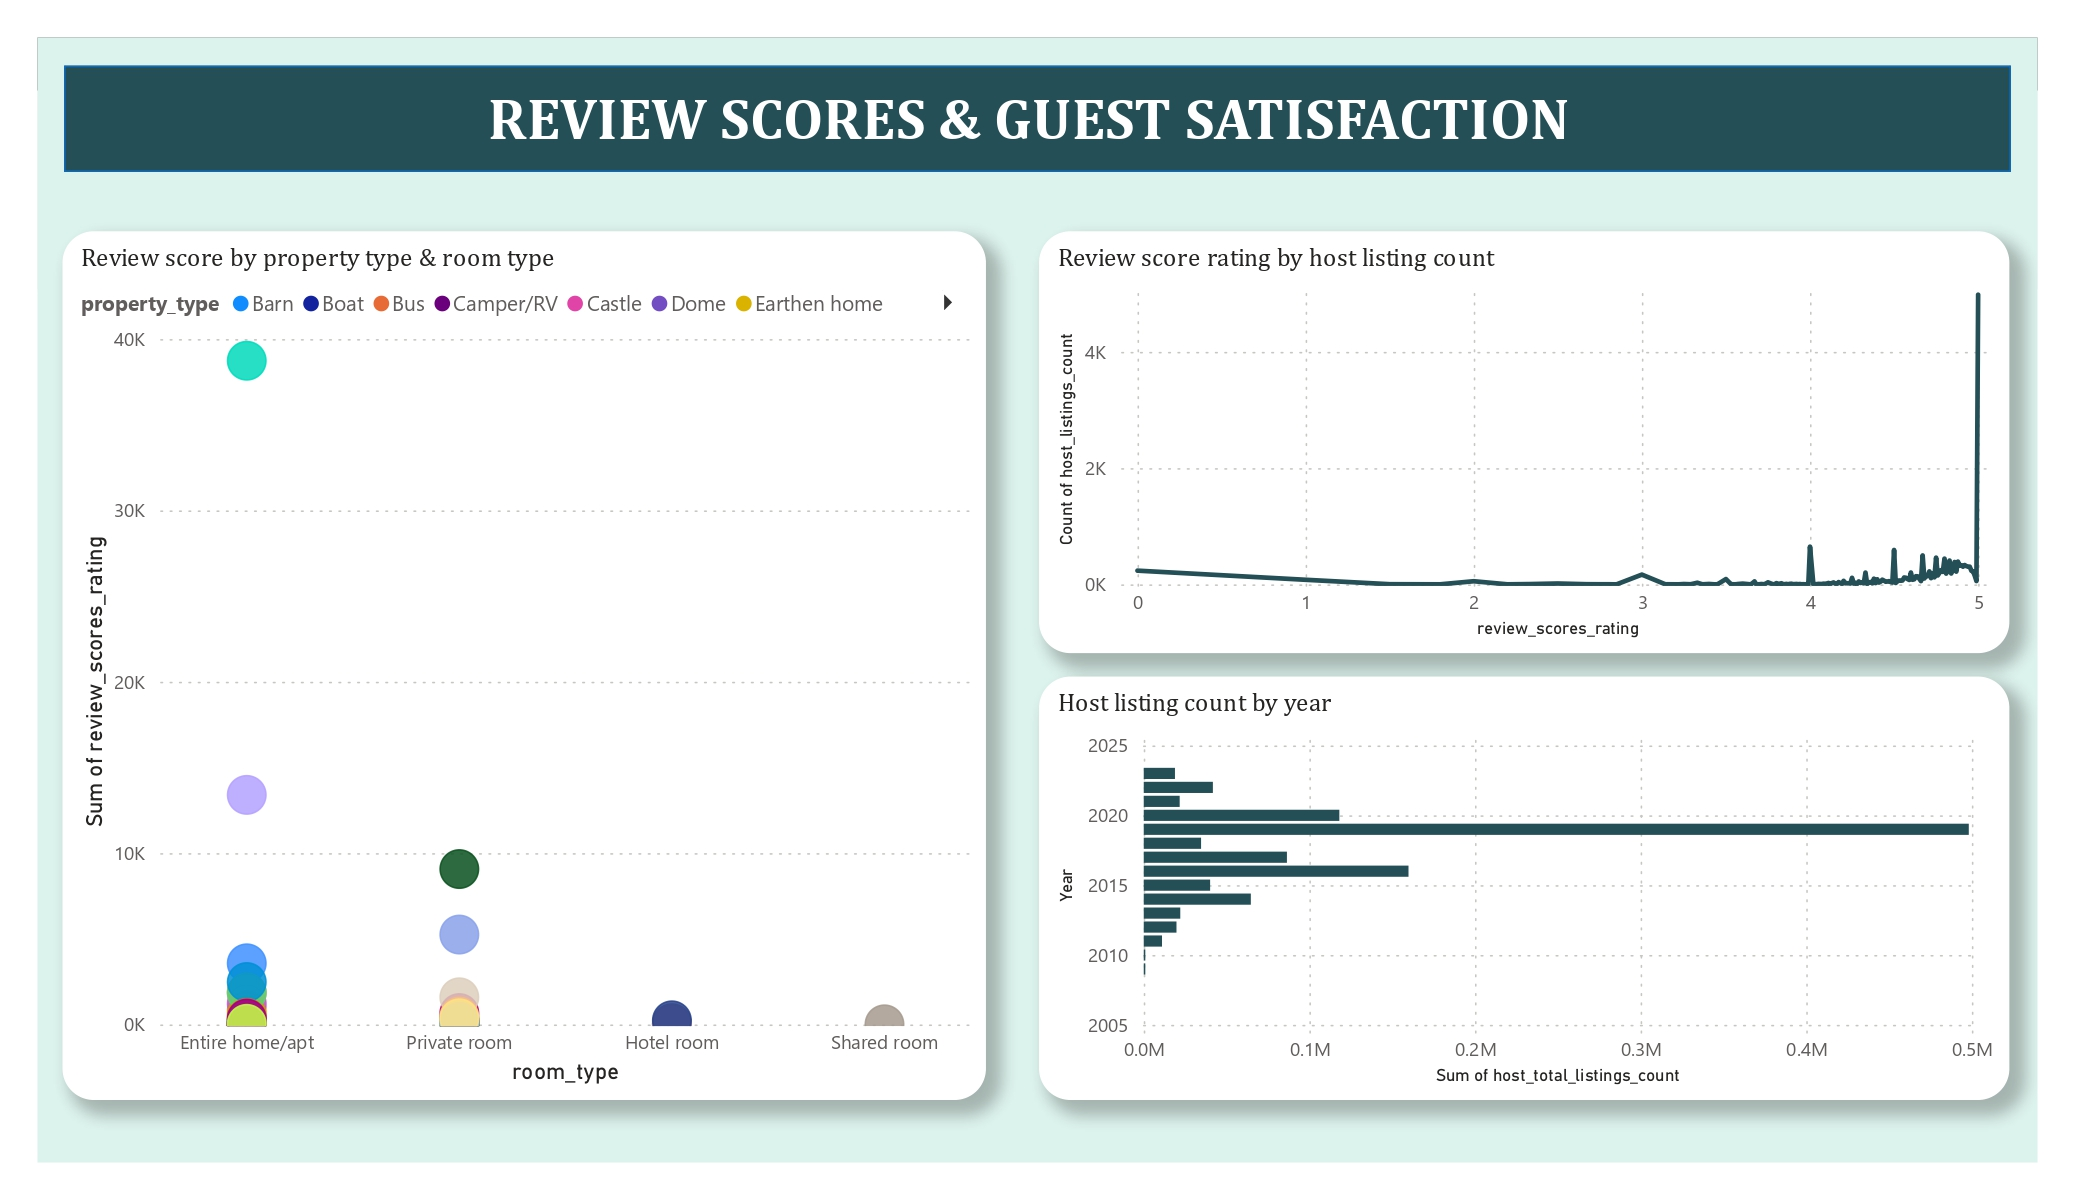 REVIEW SCORES & GUEST SATISFACTION
Review score by property type & room type
property_type Barn Boat Bus Camper/RV Castle Dome Earthen home
Sum of review_scores_rating
40K
30K
20K
10K
0K
Entire home/apt Private room Hotel room Shared room
room_type
Review score rating by host listing count
Count of host_listings_count
4K
2K
0K
0 1 2 3 4 5
review_scores_rating
Host listing count by year
Year
2025
2020
2015
2010
2005
0.0M 0.1M 0.2M 0.3M 0.4M 0.5M
Sum of host_total_listings_count